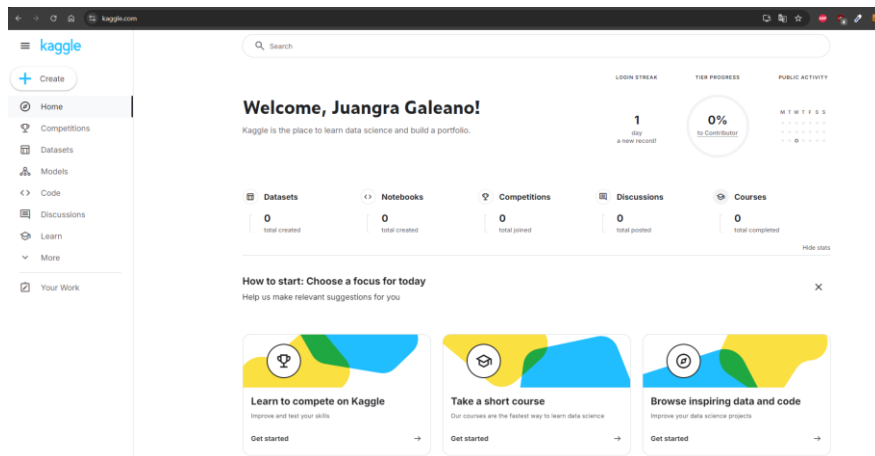 kaggle.com
kaggle
Search
Create
Home
Competitions
Datasets
Models
Code
Discussions
Learn
More
Your Work
LOGIN STREAK
TIER PROGRESS
PUBLIC ACTIVITY
Welcome, Juangra Galeano!
Kaggle is the place to learn data science and build a portfolio.
1
day
a new record!
0%
to Contributor
M T W T F S S
Datasets
0
total created
Notebooks
0
total created
Competitions
0
total joined
Discussions
0
total posted
Courses
0
total completed
Hide stats
How to start: Choose a focus for today
Help us make relevant suggestions for you
Learn to compete on Kaggle
Improve and test your skills
Get started
Take a short course
Our courses are the fastest way to learn data science
Get started
Browse inspiring data and code
Improve your data science projects
Get started